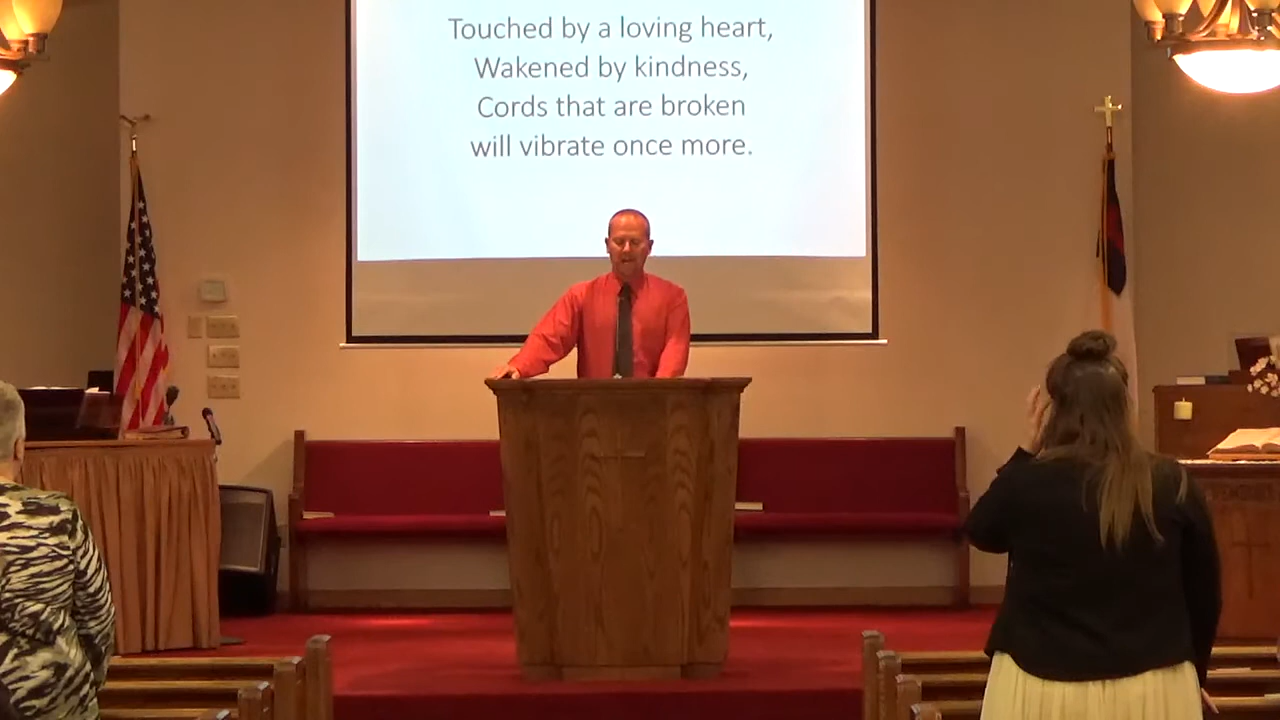 Touched by a loving heart,
Wakened by kindness,
Cords that are broken
will vibrate once more.